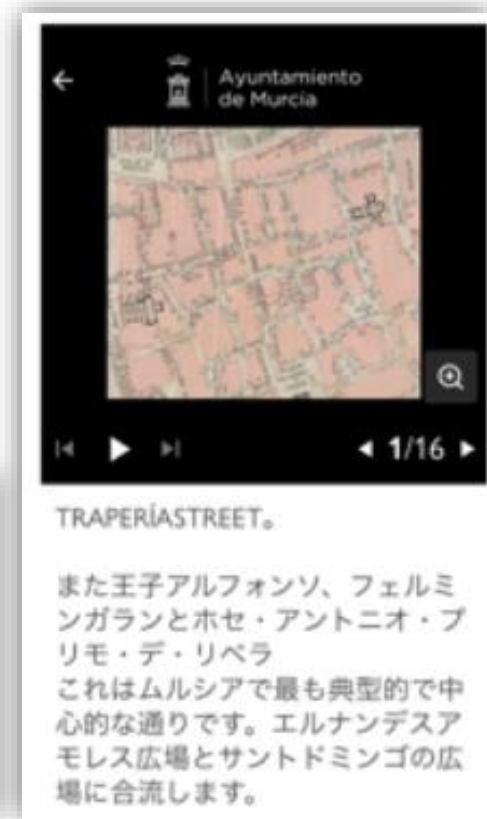 Ayuntamiento
de Murcia
1/16
TRAPERÍASTREET。
また王子アルフォンソ、フェルミ
ンガランとホセ・アントニオ・プ
リモ・デ・リベラ
これはムルシアで最も典型的で中
心的な通りです。エルナンデスア
モレス広場とサントドミンゴの広
場に合流します。